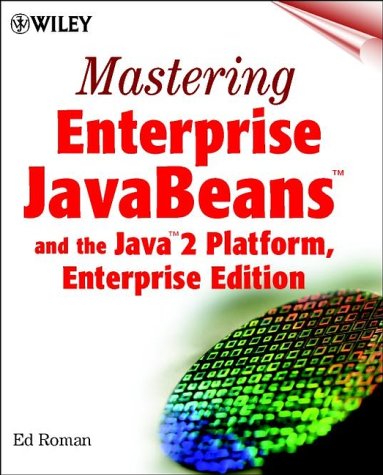 WILEY
Mastering
Enterprise
JavaBeans™
and the Java™ 2 Platform,
Enterprise Edition
Ed Roman